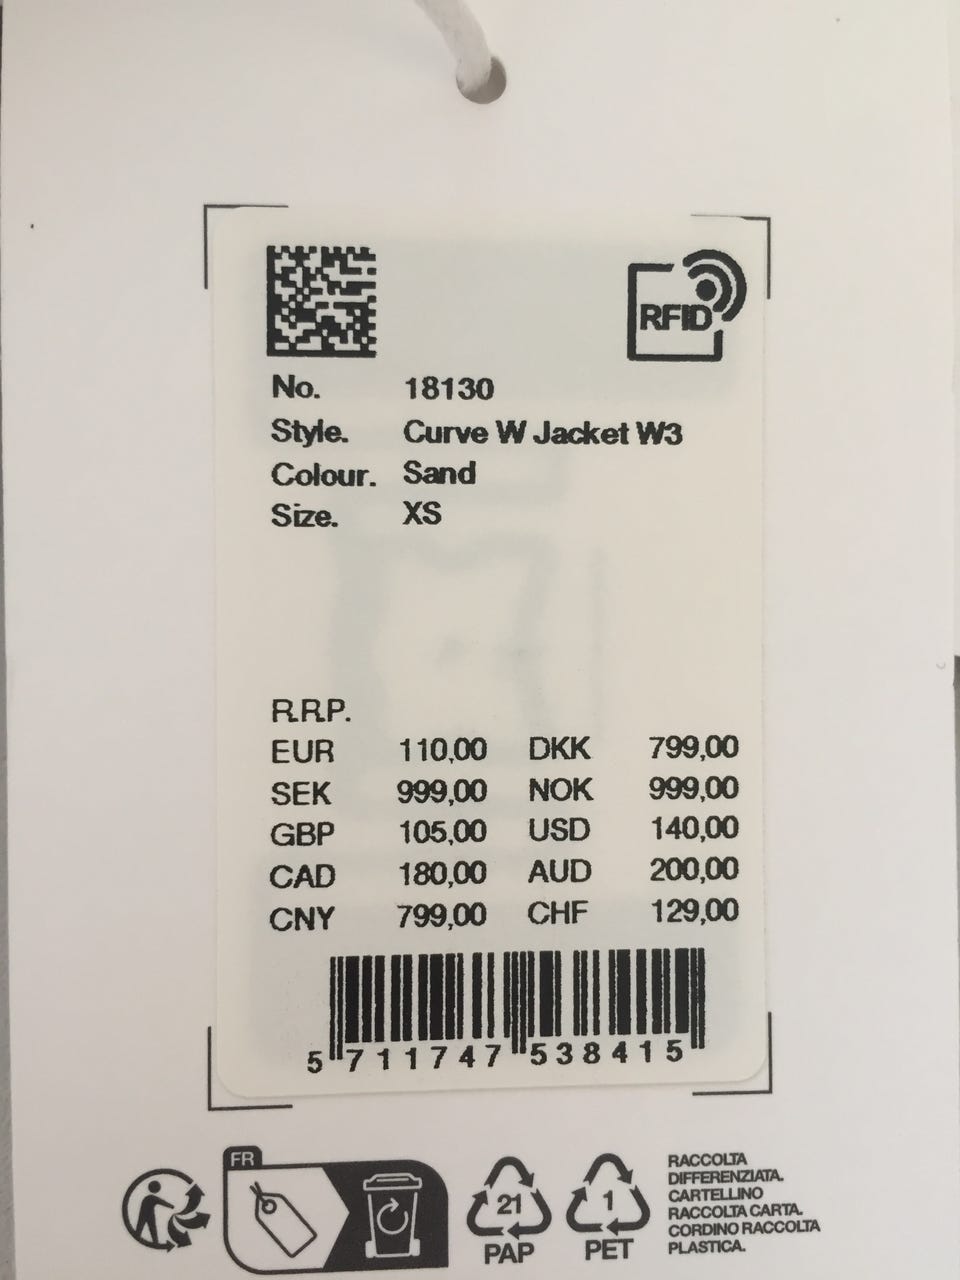 RFID
No. 18130
Style. Curve W Jacket W3
Colour. Sand
Size. XS
R.R.P.
EUR 110,00 DKK 799,00
SEK 999,00 NOK 999,00
GBP 105,00 USD 140,00
CAD 180,00 AUD 200,00
CNY 799,00 CHF 129,00
5 711747 538415
FR
21
PAP
1
PET
RACCOLTA
DIFFERENZIATA.
CARTELLINO
RACCOLTA CARTA.
CORDINO RACCOLTA
PLASTICA.